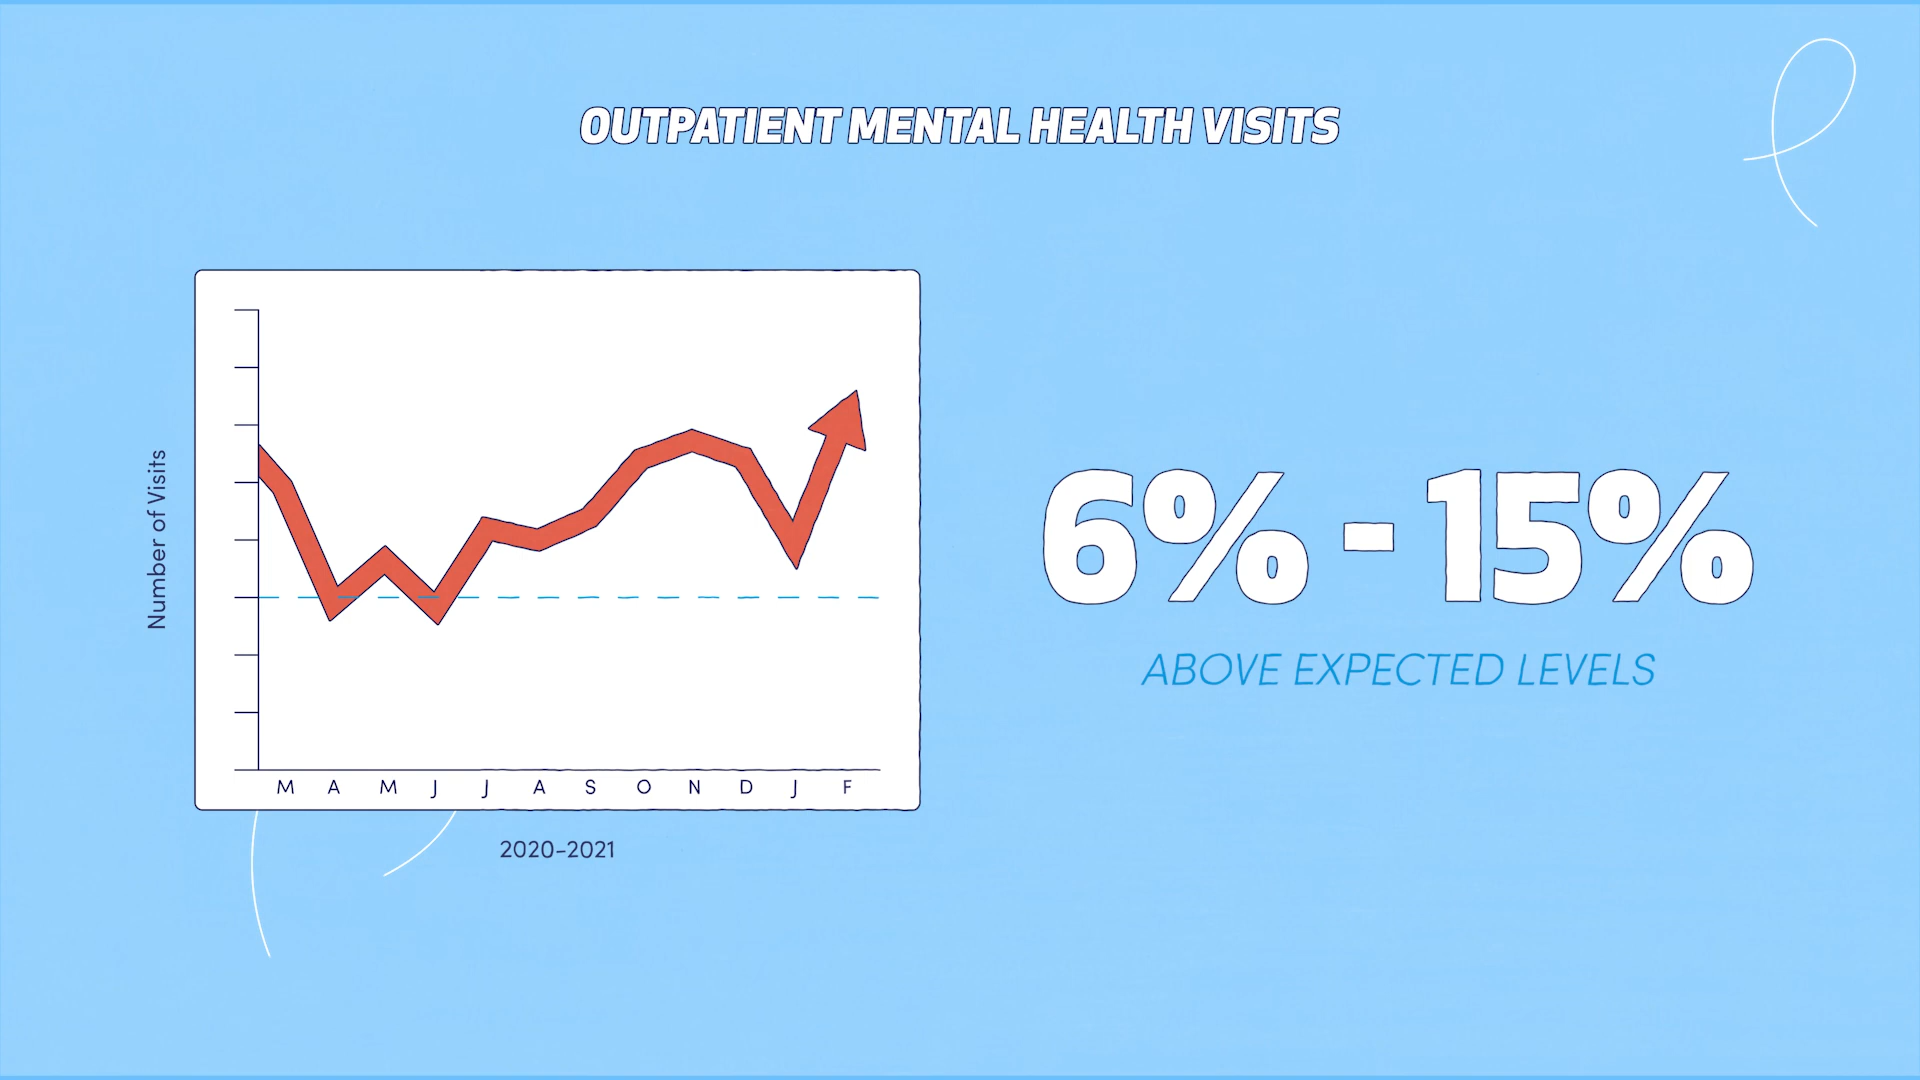 OUTPATIENT MENTAL HEALTH VISITS
Number of Visits
M A M J J A S O N D J F
2020-2021
6% - 15%
ABOVE EXPECTED LEVELS